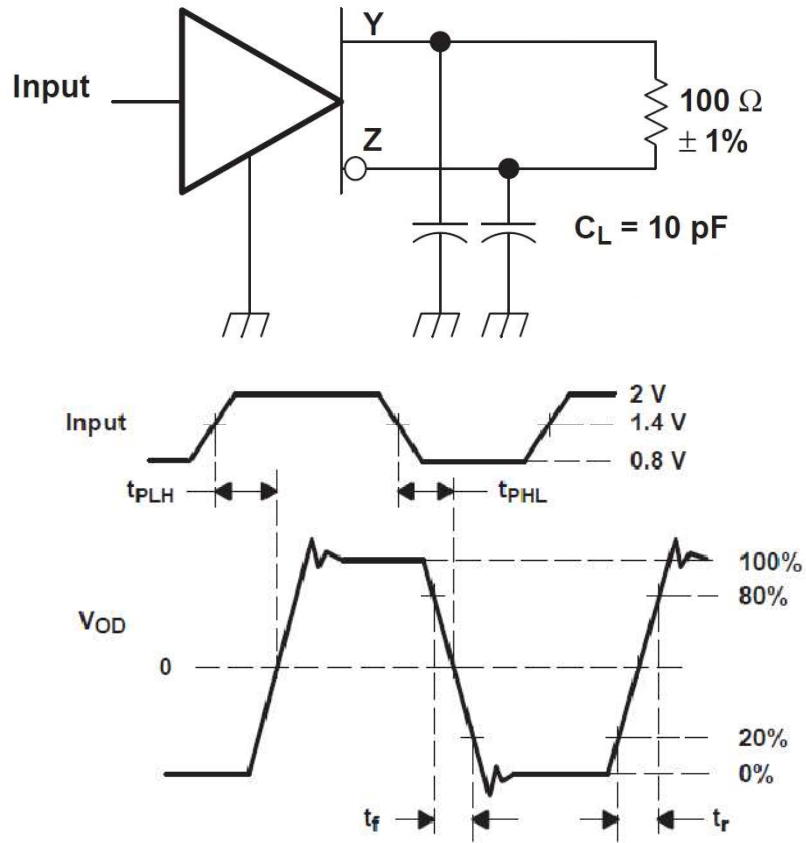 Y
Input
100 Ω
± 1%
Z
C_L = 10 pF
2 V
Input
1.4 V
0.8 V
t_PLH
t_PHL
100%
80%
V_OD
0
20%
0%
t_f
t_r